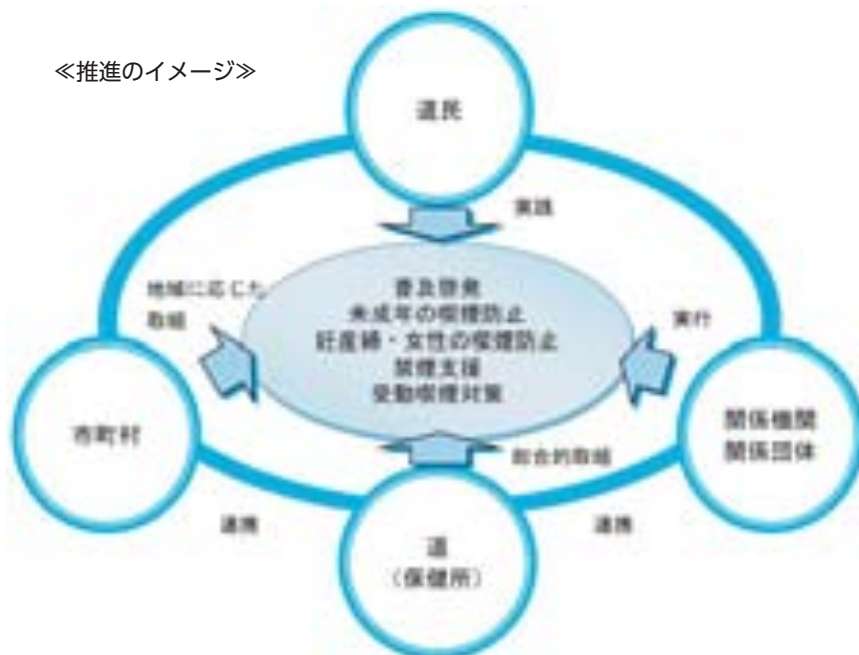 ≪推進のイメージ≫
道民
実践
地域に応じた
取組
普及啓発
未成年の喫煙防止
妊産婦・女性の喫煙防止
禁煙支援
受動喫煙対策
実行
市町村
関係機関
関係団体
総合的取組
連携
連携
道
（保健所）